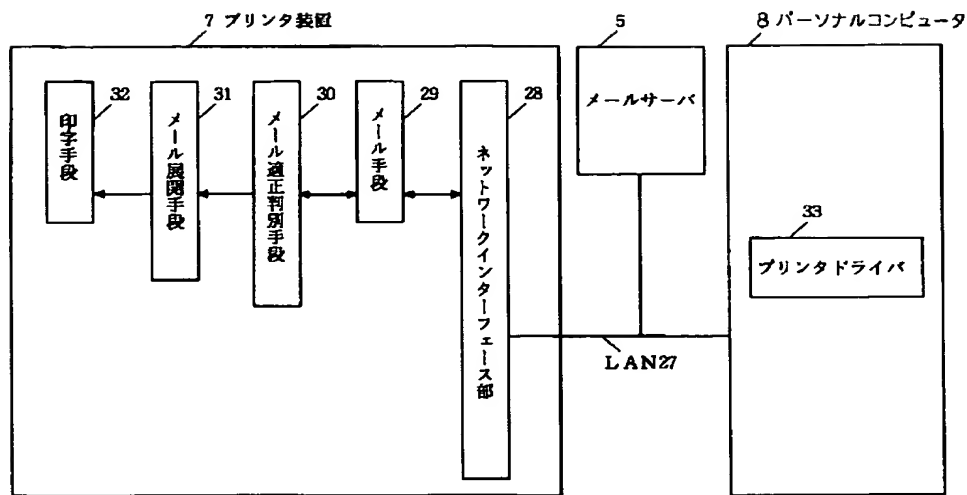 7 プリンタ装置
5
8 パーソナルコンピュータ
32
印字手段
31
メール展開手段
30
メール適正判別手段
29
メール手段
28
ネットワークインターフェース部
メールサーバ
33
プリンタドライバ
LAN27